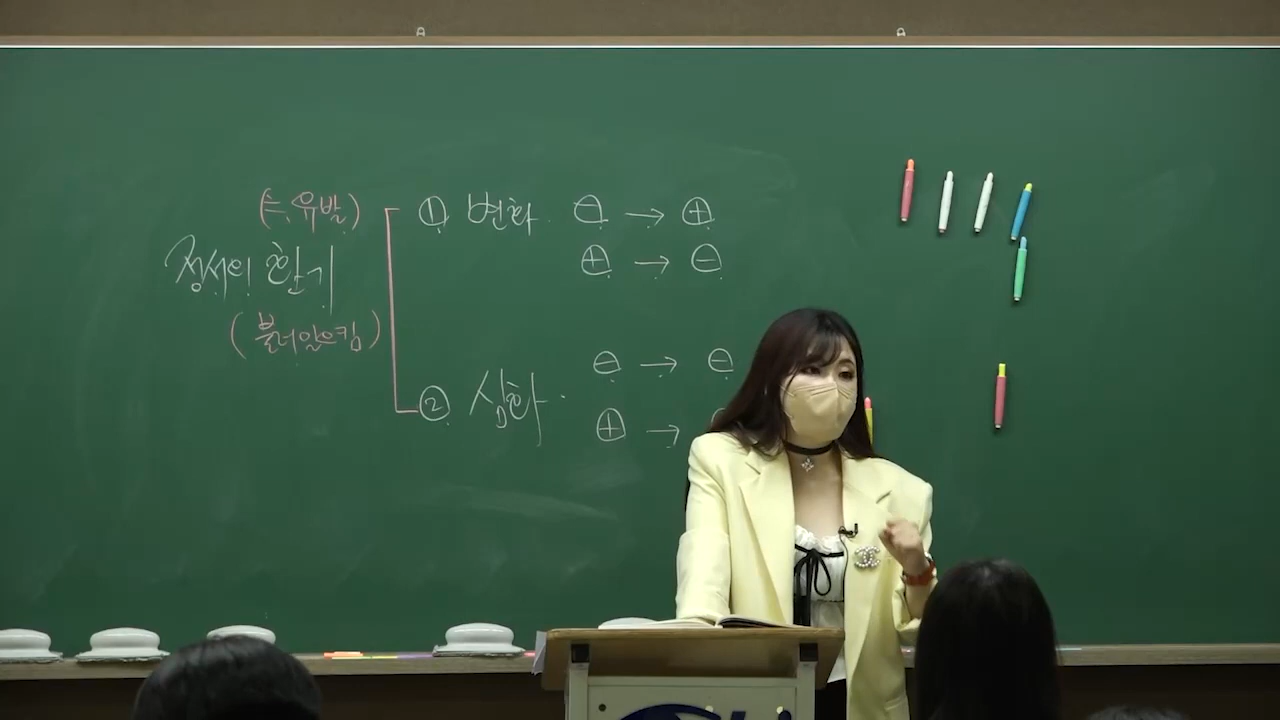 (=유발)
정서의 환기
(불러일으킴)
① 변화. ⊖ → ⊕
⊕ → ⊖
② 심화. ⊖ → ⊖
⊕ →